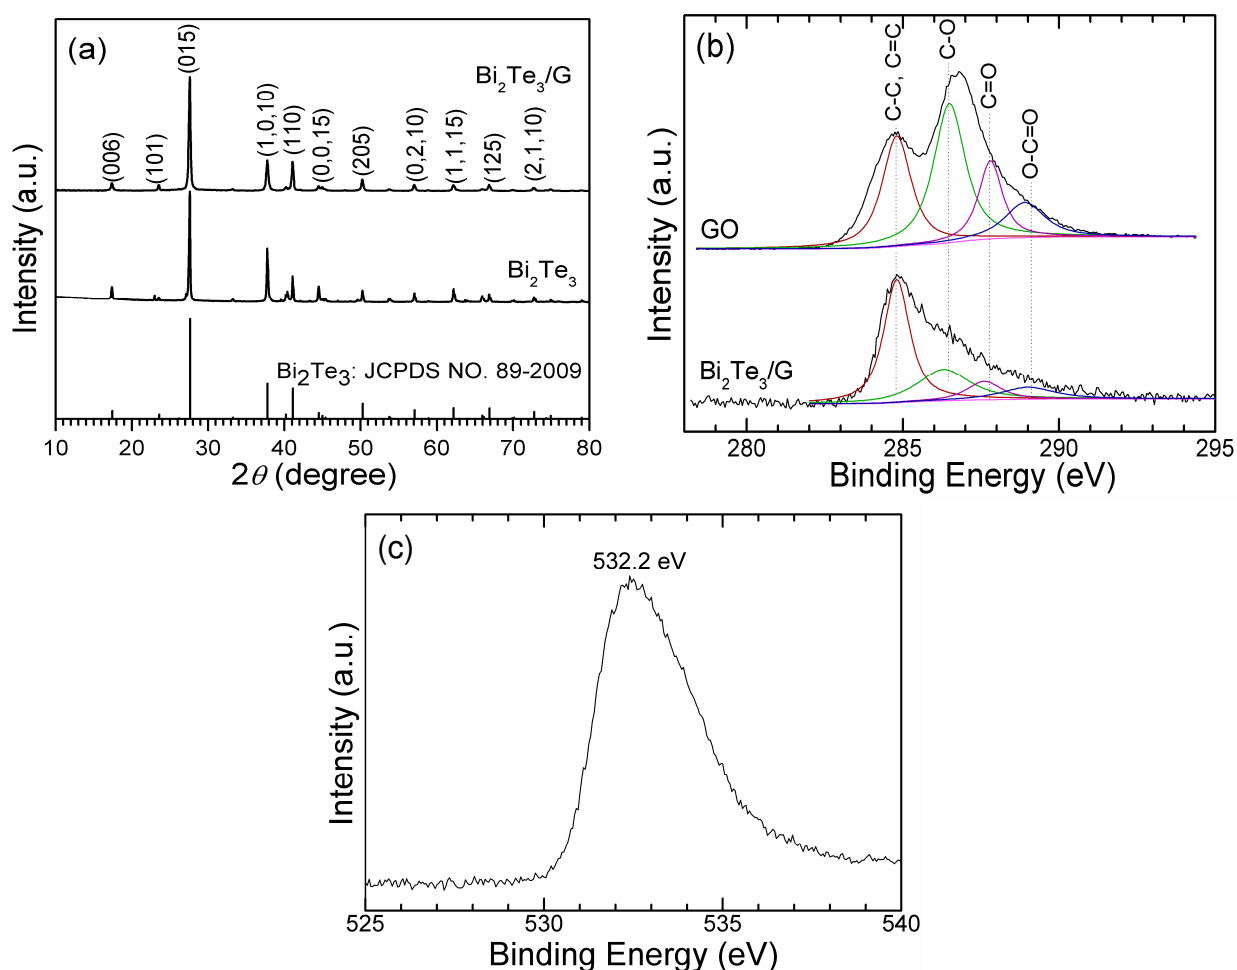 (a)
Intensity (a.u.)
(006)
(101)
(015)
(1,0,10)
(110)
(0,0,15)
(205)
(0,2,10)
(1,1,15)
(125)
(2,1,10)
Bi₂Te₃/G
Bi₂Te₃
Bi₂Te₃: JCPDS NO. 89-2009
10 20 30 40 50 60 70 80
2θ (degree)
(b)
Intensity (a.u.)
C-C, C=C
C-O
C=O
O-C=O
GO
Bi₂Te₃/G
280 285 290 295
Binding Energy (eV)
(c)
532.2 eV
Intensity (a.u.)
525 530 535 540
Binding Energy (eV)